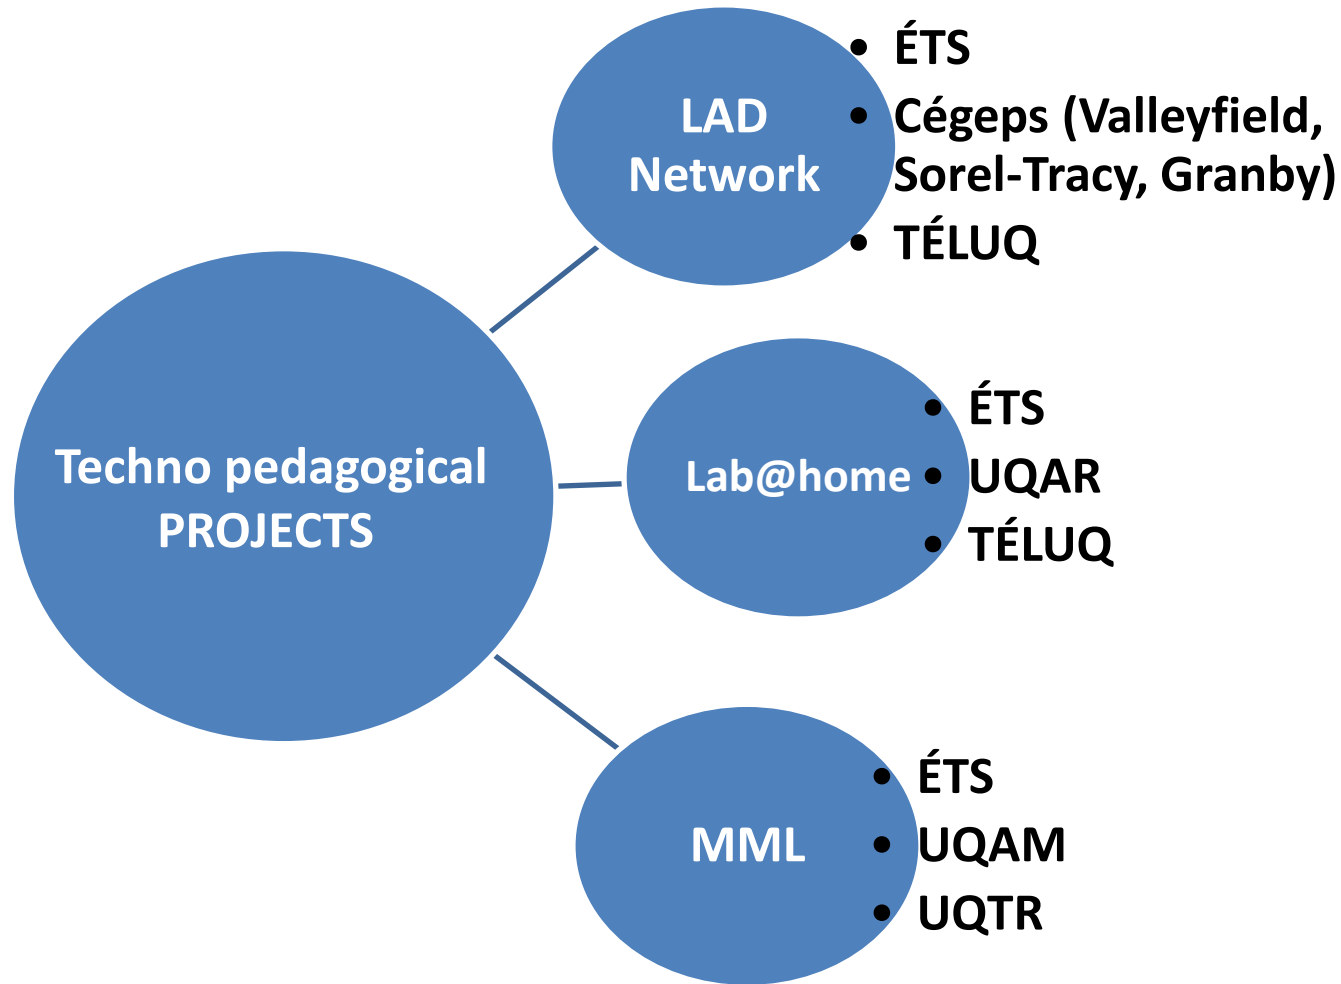 Techno pedagogical
PROJECTS
LAD
Network
• ÉTS
• Cégeps (Valleyfield,
Sorel-Tracy, Granby)
• TÉLUQ
Lab@home
• ÉTS
• UQAR
• TÉLUQ
MML
• ÉTS
• UQAM
• UQTR